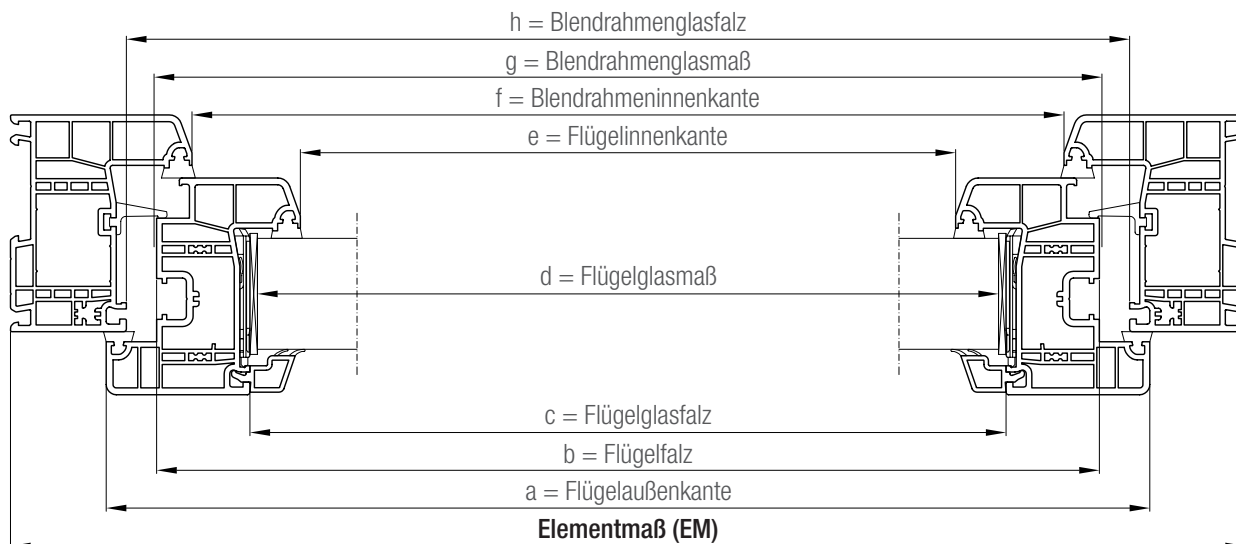 h = Blendrahmenglasfalz
g = Blendrahmenglasmaß
f = Blendrahmeninnenkante
e = Flügelinnenkante
d = Flügelglasmaß
c = Flügelglasfalz
b = Flügelfalz
a = Flügelaußenkante
Elementmaß (EM)